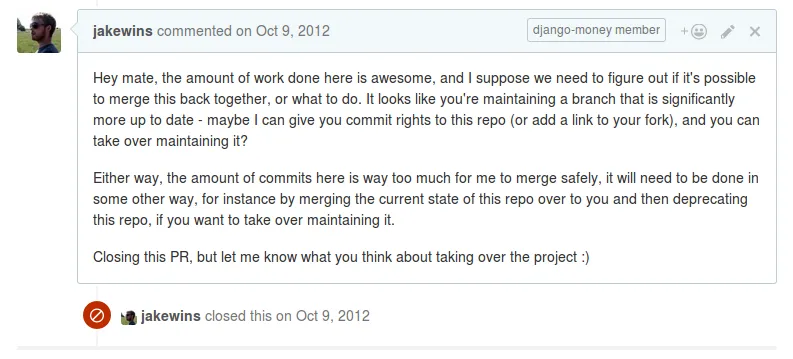 jakewins commented on Oct 9, 2012
django-money member
Hey mate, the amount of work done here is awesome, and I suppose we need to figure out if it's possible
to merge this back together, or what to do. It looks like you're maintaining a branch that is significantly
more up to date - maybe I can give you commit rights to this repo (or add a link to your fork), and you can
take over maintaining it?
Either way, the amount of commits here is way too much for me to merge safely, it will need to be done in
some other way, for instance by merging the current state of this repo over to you and then deprecating
this repo, if you want to take over maintaining it.
Closing this PR, but let me know what you think about taking over the project :)
jakewins closed this on Oct 9, 2012